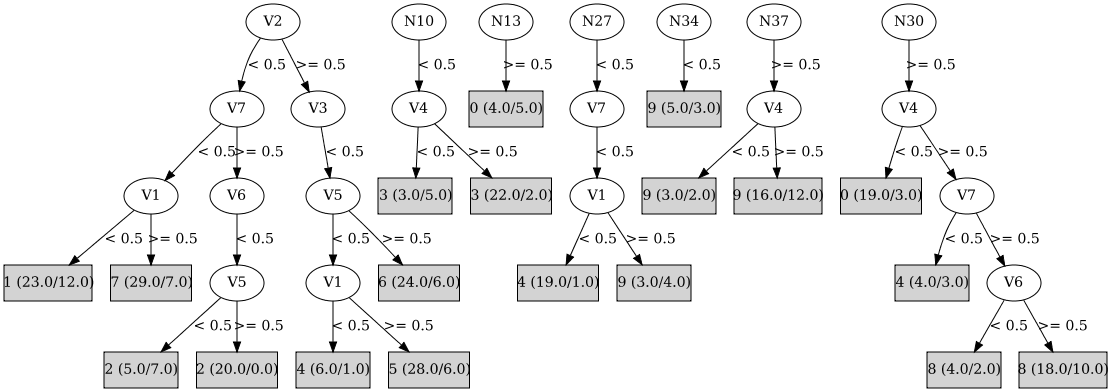 V2 N10 N13 N27 N34 N37 N30
< 0.5 >= 0.5 < 0.5 >= 0.5 < 0.5 < 0.5 >= 0.5 >= 0.5
V7 V3 V4 0 (4.0/5.0) V7 9 (5.0/3.0) V4 V4
< 0.5 >= 0.5 < 0.5 < 0.5 >= 0.5 < 0.5 < 0.5 >= 0.5 < 0.5 >= 0.5
V1 V6 V5 3 (3.0/5.0) 3 (22.0/2.0) V1 9 (3.0/2.0) 9 (16.0/12.0) 0 (19.0/3.0) V7
< 0.5 >= 0.5 < 0.5 < 0.5 >= 0.5 < 0.5 >= 0.5 < 0.5 >= 0.5
1 (23.0/12.0) 7 (29.0/7.0) V5 V1 6 (24.0/6.0) 4 (19.0/1.0) 9 (3.0/4.0) 4 (4.0/3.0) V6
< 0.5 >= 0.5 < 0.5 >= 0.5 < 0.5 >= 0.5
2 (5.0/7.0) 2 (20.0/0.0) 4 (6.0/1.0) 5 (28.0/6.0) 8 (4.0/2.0) 8 (18.0/10.0)